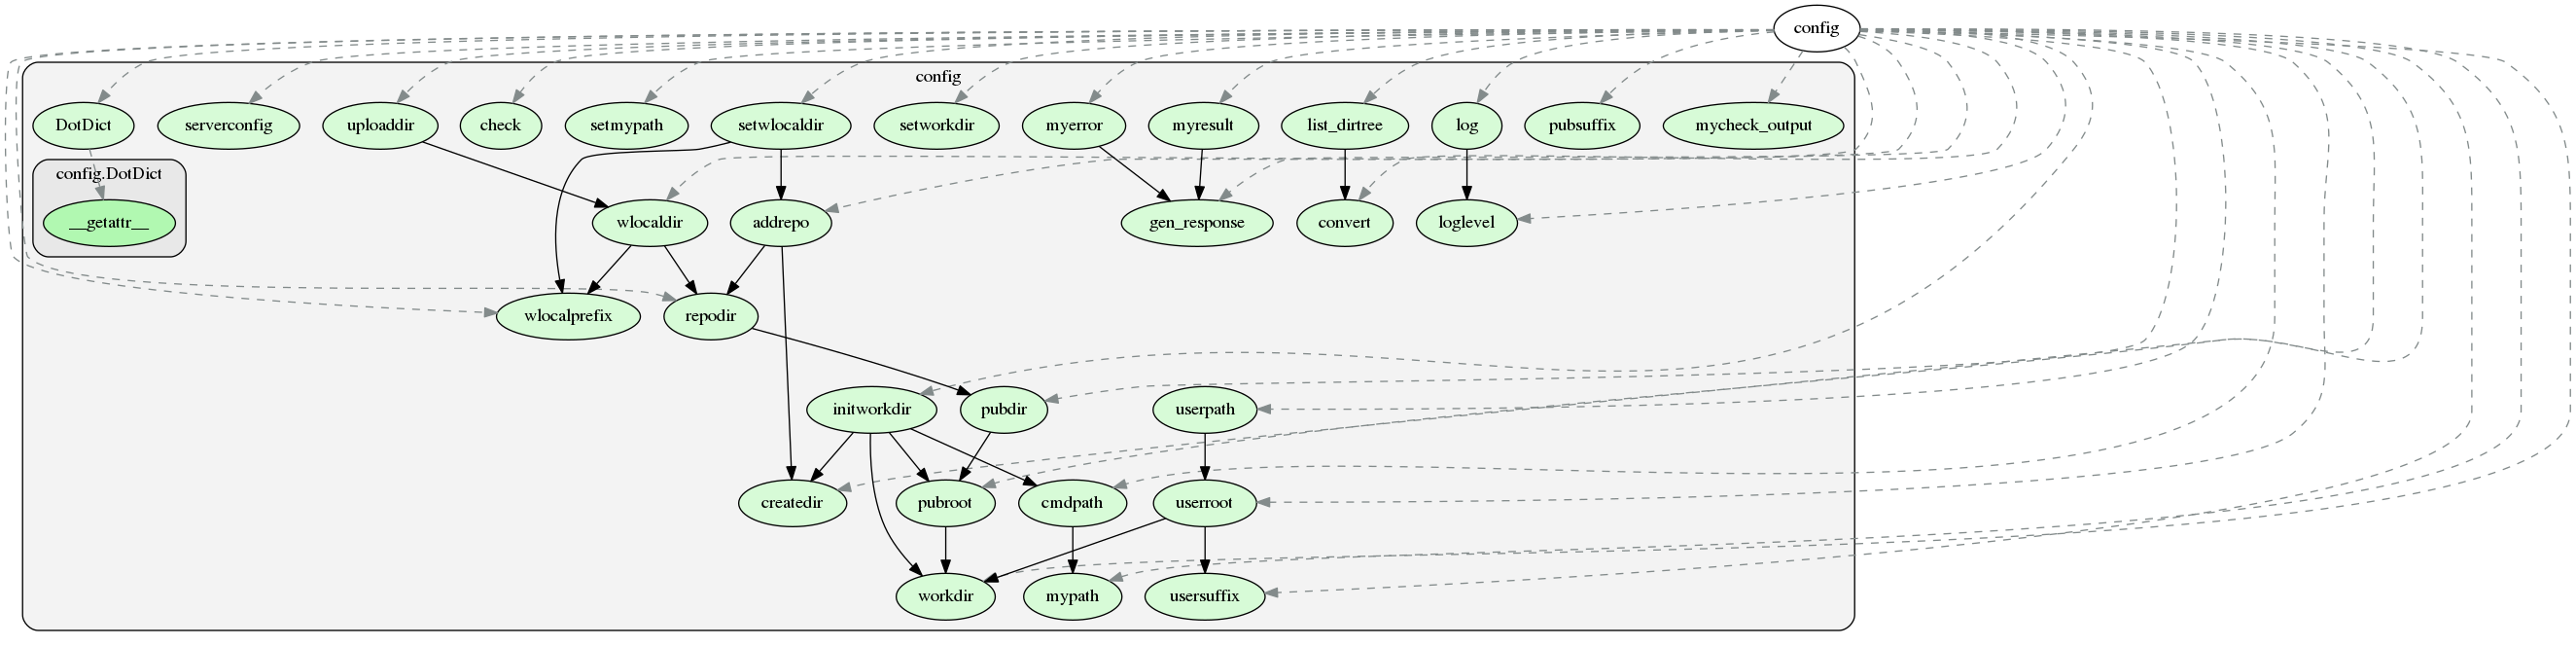 config
config
DotDict
serverconfig
uploaddir
check
setmypath
setwlocaldir
setworkdir
myerror
myresult
list_dirtree
log
pubsuffix
mycheck_output
config.DotDict
__getattr__
wlocaldir
addrepo
gen_response
convert
loglevel
wlocalprefix
repodir
initworkdir
pubdir
userpath
createdir
pubroot
cmdpath
userroot
workdir
mypath
usersuffix